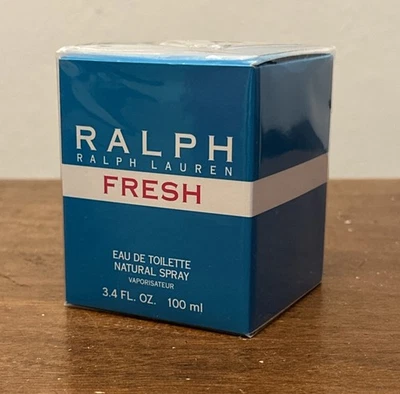 RALPH
RALPH LAUREN
FRESH
EAU DE TOILETTE
NATURAL SPRAY
VAPORISATEUR
3.4 FL. OZ. 100 ml